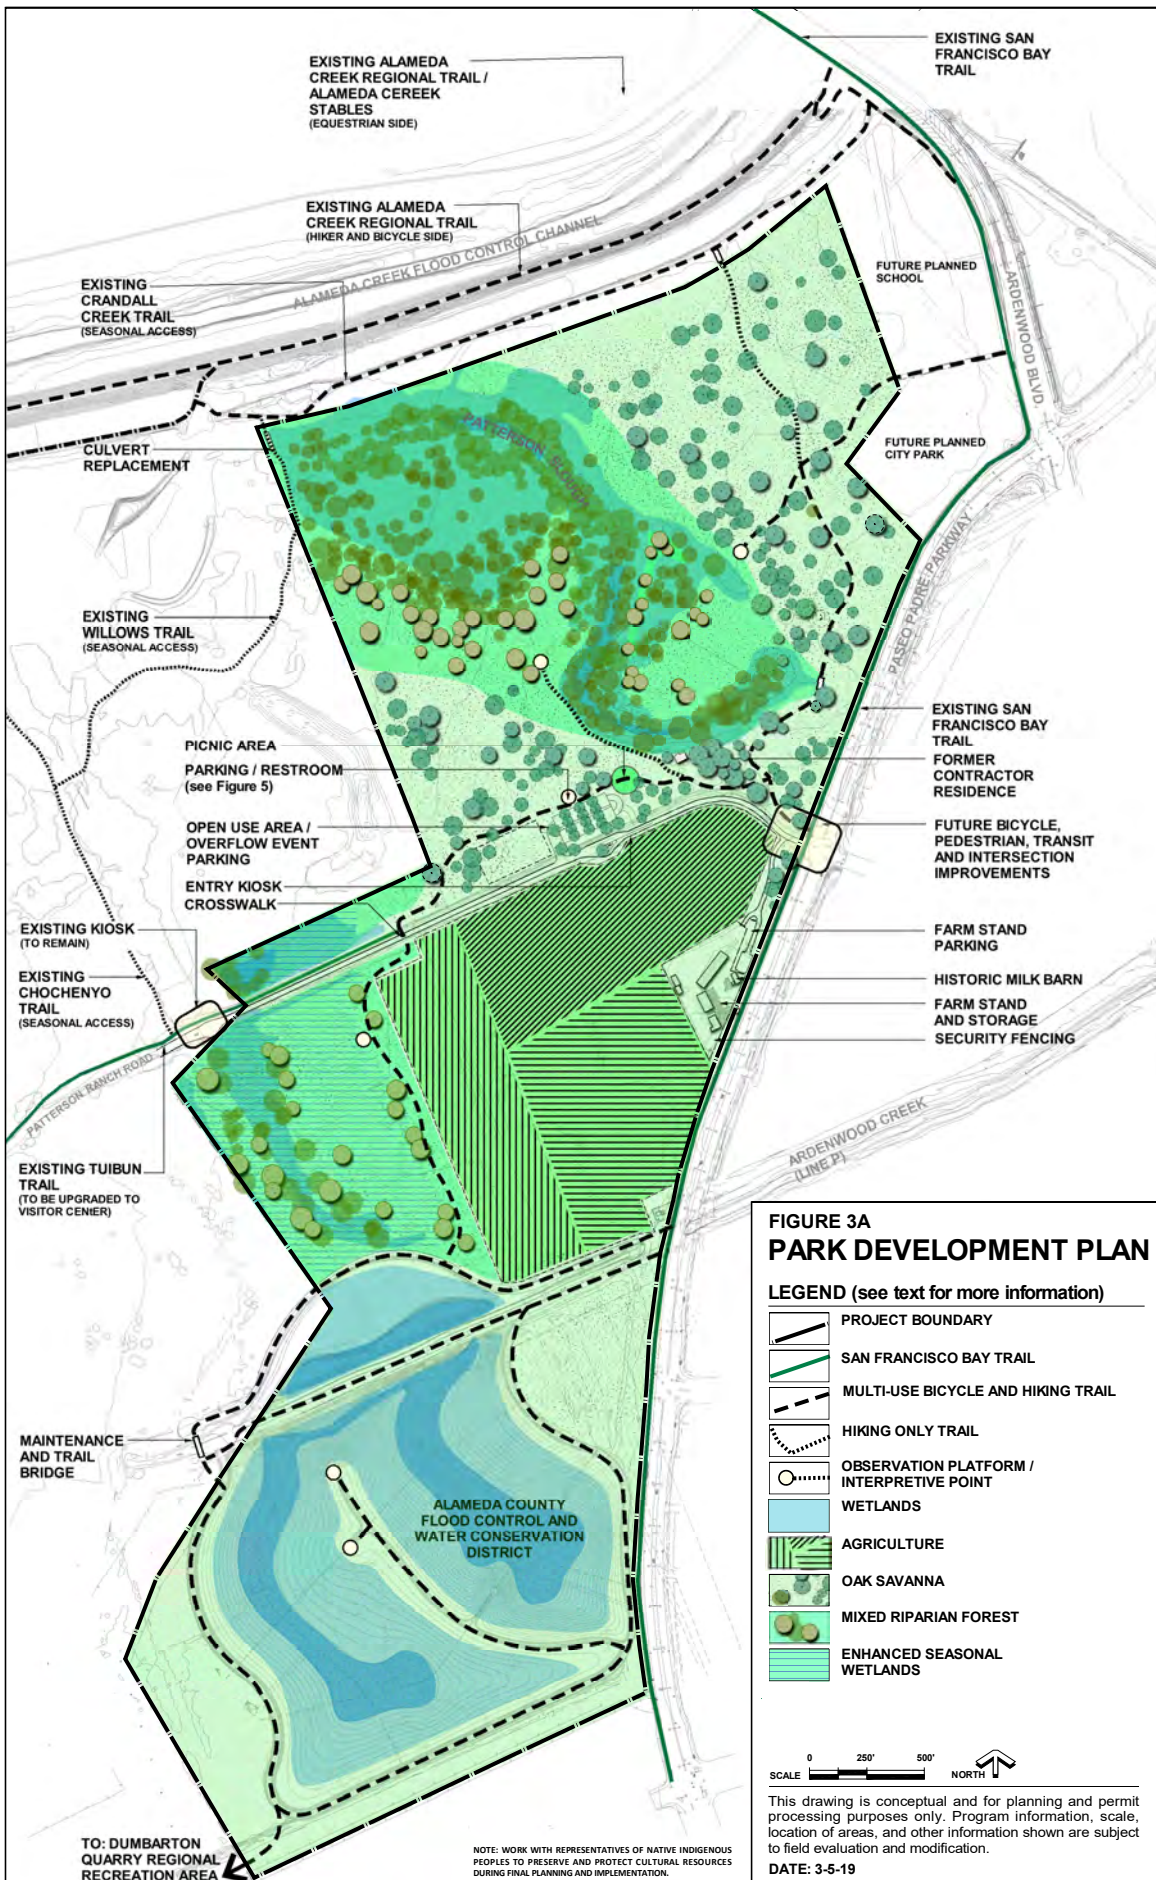 EXISTING SAN
FRANCISCO BAY
TRAIL
EXISTING ALAMEDA
CREEK REGIONAL TRAIL /
ALAMEDA CEREEK
STABLES
(EQUESTRIAN SIDE)
EXISTING ALAMEDA
CREEK REGIONAL TRAIL
(HIKER AND BICYCLE SIDE)
ALAMEDA CREEK FLOOD CONTROL CHANNEL
EXISTING
CRANDALL
CREEK TRAIL
(SEASONAL ACCESS)
FUTURE PLANNED
SCHOOL
ARDENWOOD BLVD.
CULVERT
REPLACEMENT
PATTERSON SLOUGH
FUTURE PLANNED
CITY PARK
PASEO PADRE PARKWAY
EXISTING
WILLOWS TRAIL
(SEASONAL ACCESS)
EXISTING SAN
FRANCISCO BAY
TRAIL
FORMER
CONTRACTOR
RESIDENCE
PICNIC AREA
PARKING / RESTROOM
(see Figure 5)
OPEN USE AREA /
OVERFLOW EVENT
PARKING
FUTURE BICYCLE,
PEDESTRIAN, TRANSIT
AND INTERSECTION
IMPROVEMENTS
ENTRY KIOSK
CROSSWALK
EXISTING KIOSK
(TO REMAIN)
FARM STAND
PARKING
EXISTING
CHOCHENYO
TRAIL
(SEASONAL ACCESS)
HISTORIC MILK BARN
FARM STAND
AND STORAGE
SECURITY FENCING
PATTERSON RANCH ROAD
ARDENWOOD CREEK
(LINE P)
EXISTING TUIBUN
TRAIL
(TO BE UPGRADED TO
VISITOR CENtER)
MAINTENANCE
AND TRAIL
BRIDGE
ALAMEDA COUNTY
FLOOD CONTROL AND
WATER CONSERVATION
DISTRICT
TO: DUMBARTON
QUARRY REGIONAL
RECREATION AREA
NOTE: WORK WITH REPRESENTATIVES OF NATIVE INDIGENOUS
PEOPLES TO PRESERVE AND PROTECT CULTURAL RESOURCES
DURING FINAL PLANNING AND IMPLEMENTATION.
FIGURE 3A
PARK DEVELOPMENT PLAN
LEGEND (see text for more information)
PROJECT BOUNDARY
SAN FRANCISCO BAY TRAIL
MULTI-USE BICYCLE AND HIKING TRAIL
HIKING ONLY TRAIL
OBSERVATION PLATFORM /
INTERPRETIVE POINT
WETLANDS
AGRICULTURE
OAK SAVANNA
MIXED RIPARIAN FOREST
ENHANCED SEASONAL
WETLANDS
SCALE 0 250' 500' NORTH
This drawing is conceptual and for planning and permit
processing purposes only. Program information, scale,
location of areas, and other information shown are subject
to field evaluation and modification.
DATE: 3-5-19